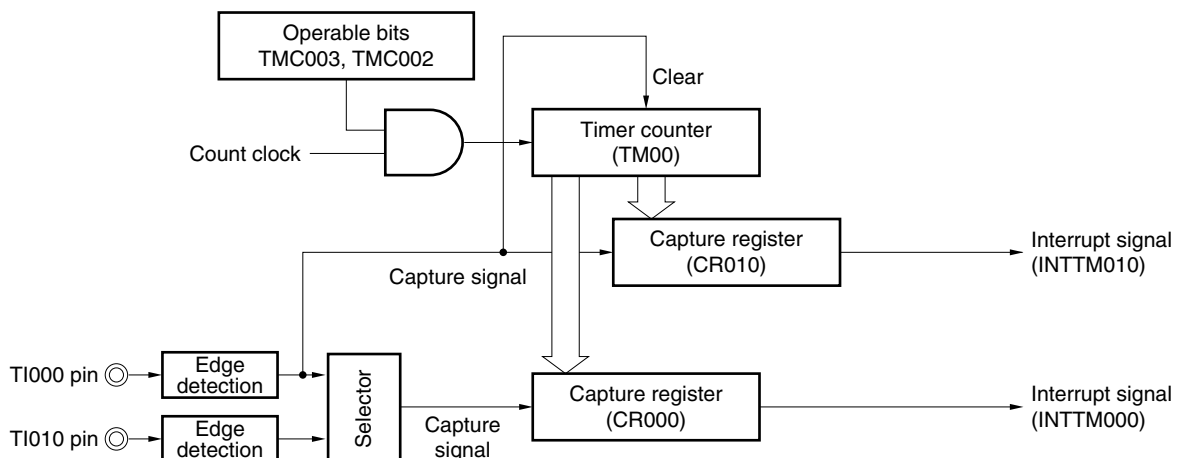 Operable bits
TMC003, TMC002
Clear
Timer counter
(TM00)
Count clock
Capture register
(CR010)
Interrupt signal
(INTTM010)
Capture signal
TI000 pin
Edge
detection
Selector
Capture register
(CR000)
Interrupt signal
(INTTM000)
TI010 pin
Edge
detection
Capture
signal